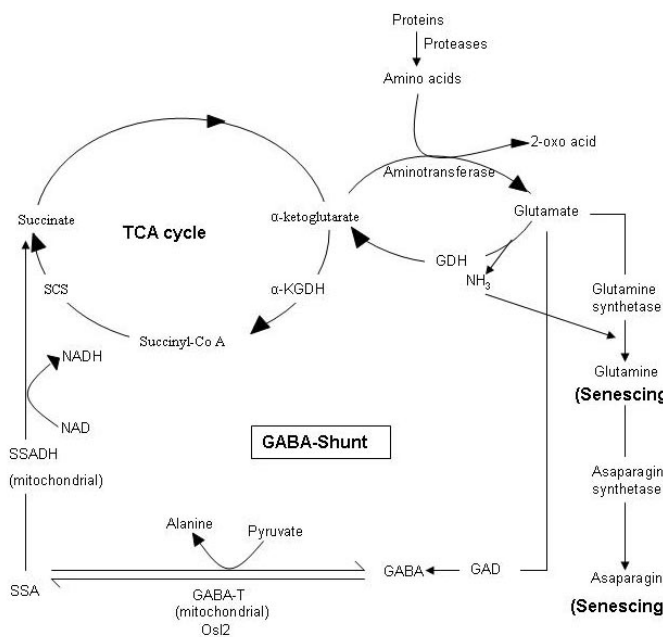 Proteins
Proteases
Amino acids
2-oxo acid
Aminotransferase
Succinate
TCA cycle
α-ketoglutarate
Glutamate
GDH
NH3
SCS
α-KGDH
Glutamine
synthetase
Succinyl-Co A
NADH
Glutamine
(Senescing
NAD
GABA-Shunt
SSADH
(mitochondrial)
Asaparagin
synthetase
Alanine
Pyruvate
SSA
GABA
GAD
Asaparagin
GABA-T
(mitochondrial)
Osl2
(Senescing